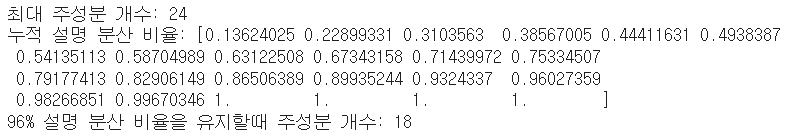 최대 주성분 개수: 24
누적 설명 분산 비율: [0.13624025 0.22899331 0.3103563  0.38567005 0.44411631 0.4938387
 0.54135113 0.58704989 0.63122508 0.67343158 0.71439972 0.75334507
 0.79177413 0.82906149 0.86506389 0.89935244 0.9324337  0.96027359
 0.98266851 0.99670346 1.         1.         1.         1.        ]
96% 설명 분산 비율을 유지할때 주성분 개수: 18